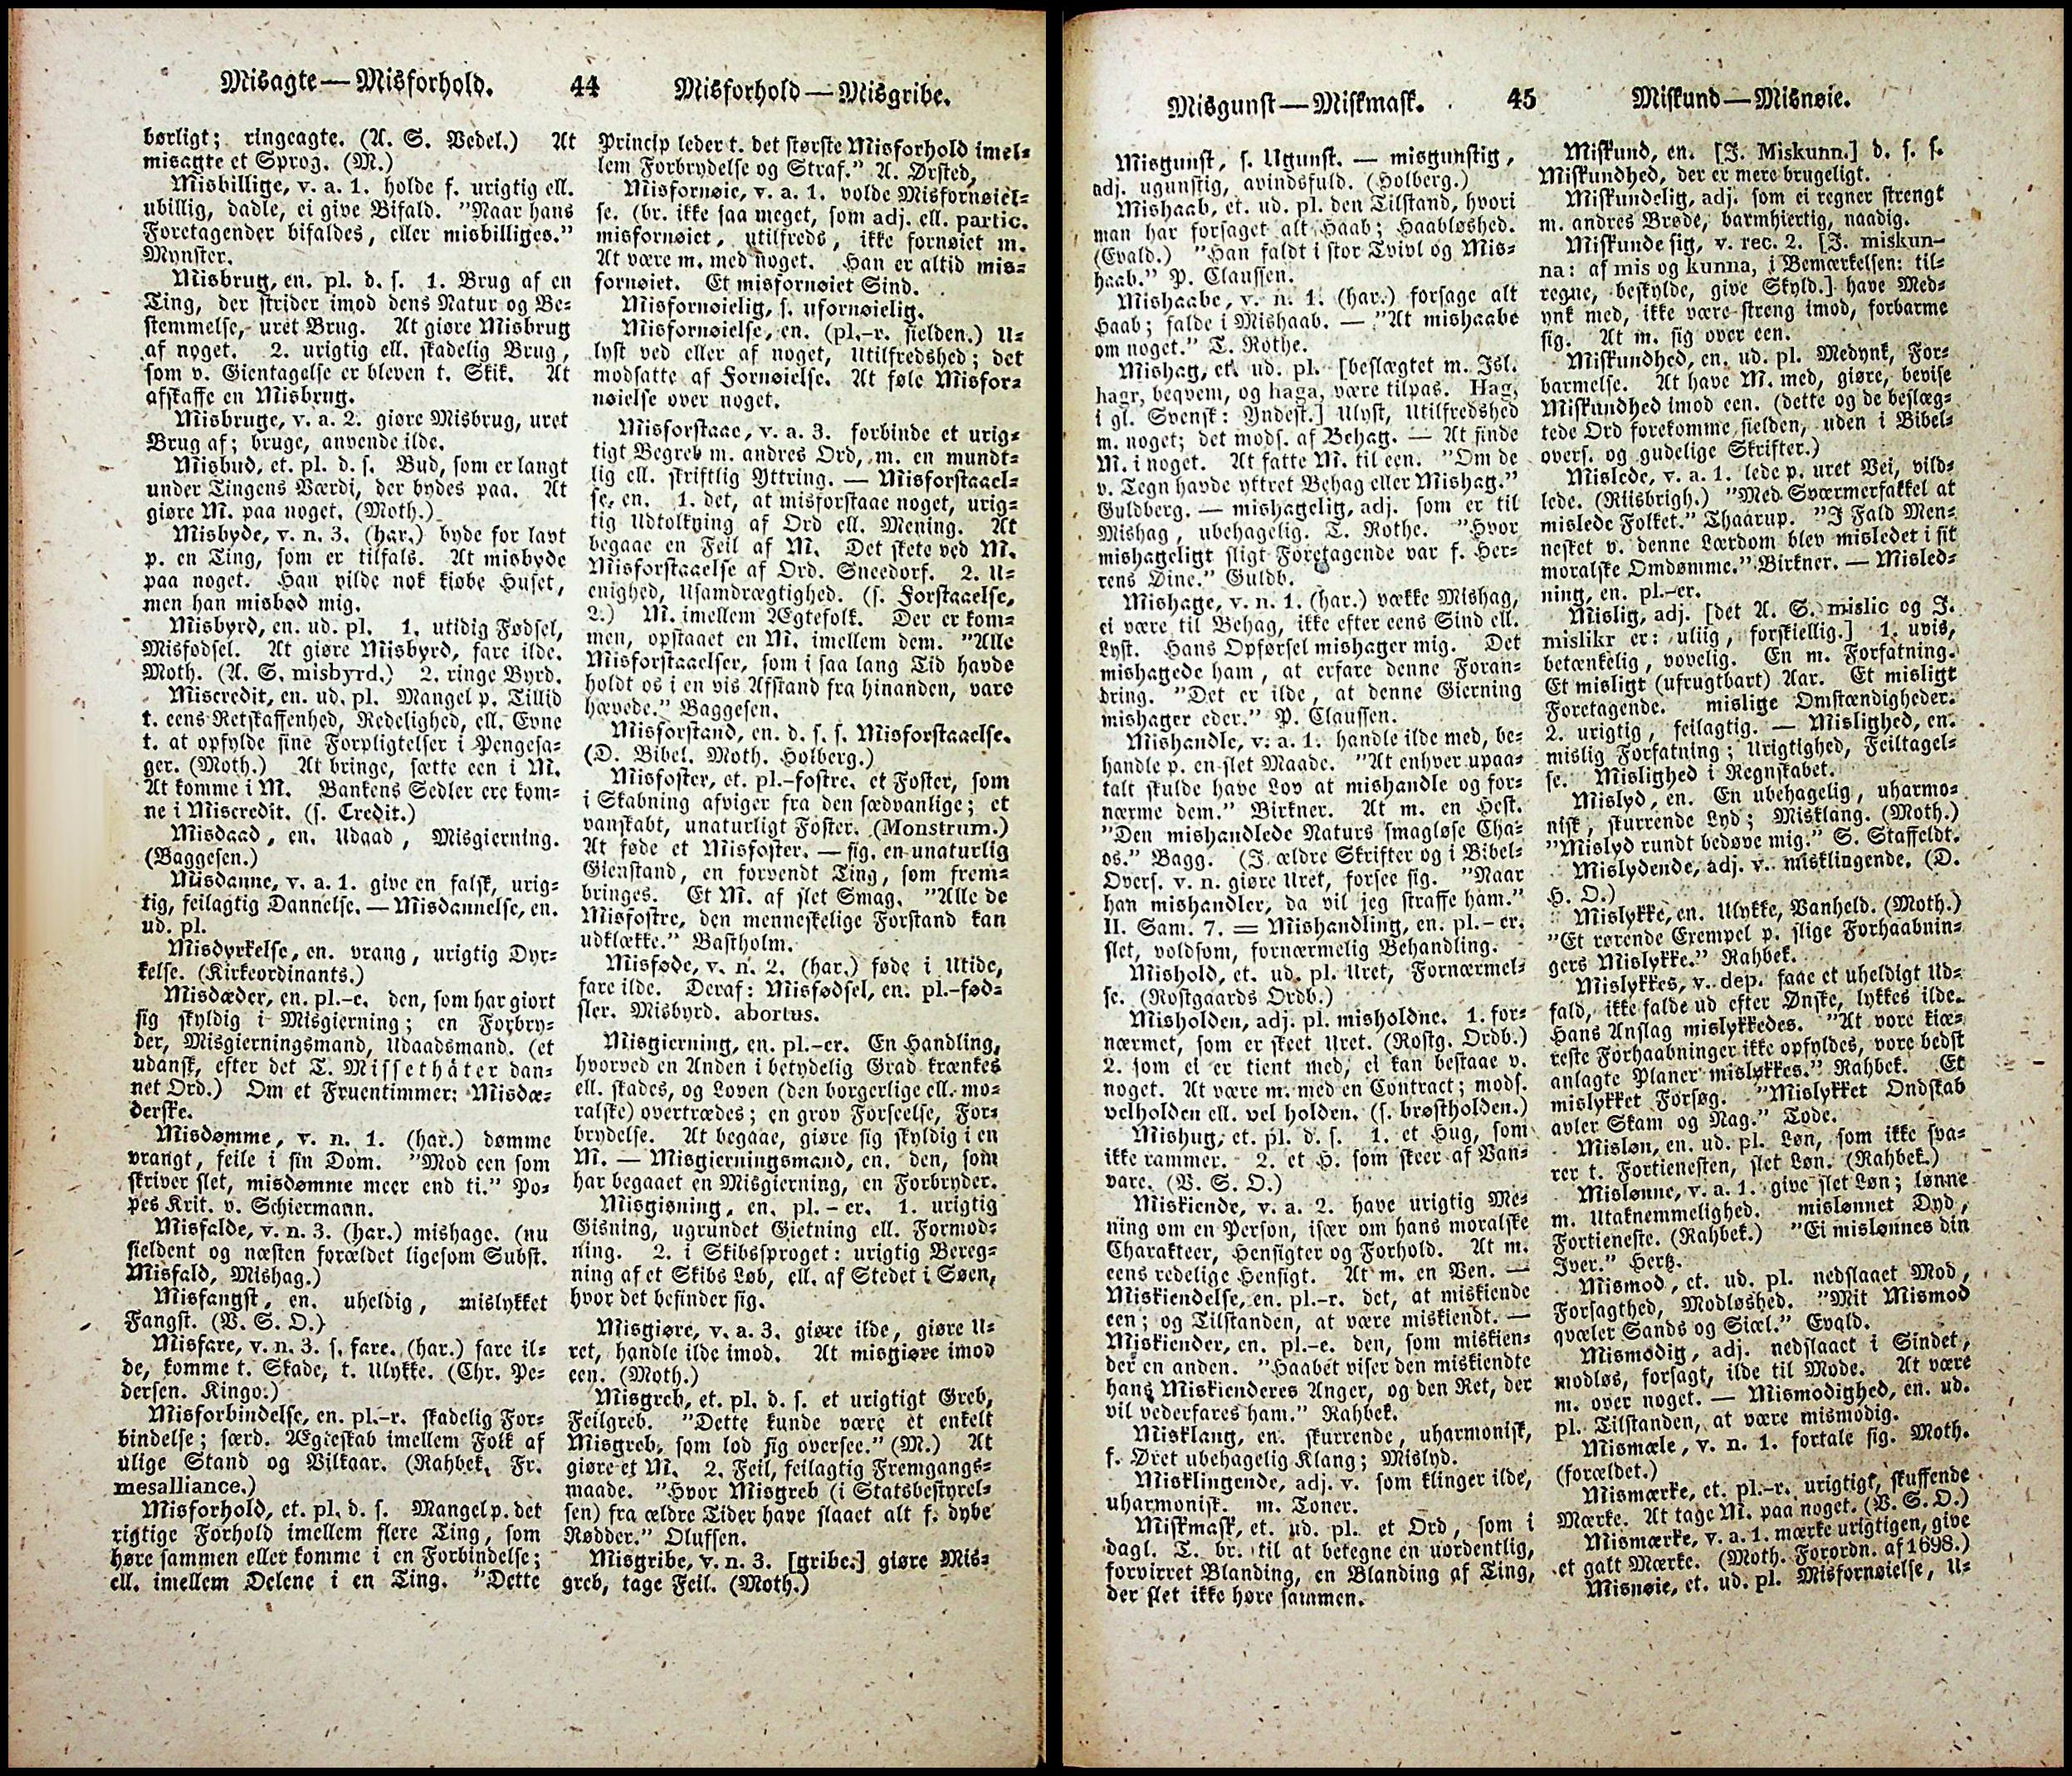 Misagte — Misforhold. 44 Misforhold — Misgribe.
børligt; ringeagte. (A. S. Vedel.) At
misagte et Sprog. (M.)
Misbillige, v. a. 1. holde f. urigtig ell.
ubillig, dadle, ei give Bifald. "Naar hans
Foretagender bifaldes, eller misbilliges."
Mynster.
Misbrug, en. pl. d. s. 1. Brug af en
Ting, der strider imod dens Natur og Be-
stemmelse, uret Brug. At giøre Misbrug
af noget. 2. urigtig ell. skadelig Brug,
som v. Gientagelse er bleven t. Skik. At
afskaffe en Misbrug.
Misbruge, v. a. 2. giøre Misbrug, uret
Brug af; bruge, anvende ilde.
Misbud, et. pl. d. s. Bud, som er langt
under Tingens Værdi, der bydes paa. At
giøre M. paa noget. (Moth.)
Misbyde, v. n. 3. (har.) byde for lavt
p. en Ting, som er tilfals. At misbyde
paa noget. Han vilde nok kiøbe Huset,
men han misbød mig.
Misbyrd, en. ud. pl. 1. utidig Fødsel,
Misfødsel. At giøre Misbyrd, fare ilde.
Moth. (A. S. misbyrd.) 2. ringe Byrd.
Miscredit, en. ud. pl. Mangel p. Tillid
t. eens Retskaffenhed, Redelighed, ell. Evne
t. at opfylde sine Forpligtelser i Pengesa-
ger. (Moth.) At bringe, sætte een i M.
At komme i M. Bankens Sedler ere kom-
ne i Miscredit. (s. Credit.)
Misdaad, en. Udaad, Misgierning.
(Baggesen.)
Misdanne, v. a. 1. give en falsk, urig-
tig, feilagtig Dannelse. — Misdannelse, en.
ud. pl.
Misdyrkelse, en. vrang, urigtig Dyr-
kelse. (Kirkeordinants.)
Misdæder, en. pl.-e. den, som har giort
sig skyldig i Misgierning; en Forbry-
der, Misgierningsmand, Udaadsmand. (et
udansk, efter det T. Missethäter dan-
net Ord.) Om et Fruentimmer: Misdæ-
derske.
Misdømme, v. n. 1. (har.) dømme
vrangt, feile i sin Dom. "Mod een som
skriver slet, misdømme meer end ti." Po-
pes Krit. v. Schiermann.
Misfalde, v. n. 3. (har.) mishage. (nu
sieldent og næsten forældet ligesom Subst.
Misfald, Mishag.)
Misfangst, en. uheldig, mislykket
Fangst. (V. S. O.)
Misfare, v. n. 3. s. fare. (har.) fare il-
de, komme t. Skade, t. Ulykke. (Chr. Pe-
dersen. Kingo.)
Misforbindelse, en. pl.-r. skadelig For-
bindelse; særd. Ægteskab imellem Folk af
ulige Stand og Vilkaar. (Rahbek. Fr.
mesalliance.)
Misforhold, et. pl. d. s. Mangel p. det
rigtige Forhold imellem flere Ting, som
høre sammen eller komme i en Forbindelse;
ell. imellem Delene i en Ting. "Dette
Princip leder t. det største Misforhold imel-
lem Forbrydelse og Straf." A. Ørsted.
Misfornøie, v. a. 1. volde Misfornøiel-
se. (br. ikke saa meget, som adj. ell. partic.
misfornøiet, utilfreds, ikke fornøiet m.
At være m. med noget. Han er altid mis-
fornøiet. Et misfornøiet Sind.
Misfornøielig, s. ufornøielig.
Misfornøielse, en. (pl.-r. sielden.) U-
lyst ved eller af noget, Utilfredshed; det
modsatte af Fornøielse. At føle Misfor-
nøielse over noget.
Misforstaae, v. a. 3. forbinde et urig-
tigt Begreb m. andres Ord, m. en mundt-
lig ell. skriftlig Yttring. — Misforstaael-
se, en. 1. det, at misforstaae noget, urig-
tig Udtolkning af Ord ell. Mening. At
begaae en Feil af M. Det skete ved M.
Misforstaaelse af Ord. Sneedorf. 2. U-
enighed, Usamdrægtighed. (s. Forstaaelse,
2.) M. imellem Ægtefolk. Der er kom-
men, opstaaet en M. imellem dem. "Alle
Misforstaaelser, som i saa lang Tid havde
holdt os i en vis Afstand fra hinanden, vare
hævede." Baggesen.
Misforstand, en. d. s. s. Misforstaaelse.
(D. Bibel. Moth. Holberg.)
Misfoster, et. pl.-fostre. et Foster, som
i Skabning afviger fra den sædvanlige; et
vanskabt, unaturligt Foster. (Monstrum.)
At føde et Misfoster. — fig. en unaturlig
Gienstand, en forvendt Ting, som frem-
bringes. Et M. af slet Smag. "Alle de
Misfostre, den menneskelige Forstand kan
udklække." Bastholm.
Misføde, v. n. 2. (har.) føde i Utide,
fare ilde. Deraf: Misfødsel, en. pl.-fød-
sler. Misbyrd. abortus.
Misgierning, en. pl.-er. En Handling,
hvorved en Anden i betydelig Grad krænkes
ell. skades, og Loven (den borgerlige ell. mo-
ralske) overtrædes; en grov Forseelse, For-
brydelse. At begaae, giøre sig skyldig i en
M. — Misgierningsmand, en. den, som
har begaaet en Misgierning, en Forbryder.
Misgisning, en. pl.-er. 1. urigtig
Gisning, ugrundet Gietning ell. Formod-
ning. 2. i Skibssproget: urigtig Bereg-
ning af et Skibs Løb, ell. af Stedet i Søen,
hvor det befinder sig.
Misgiøre, v. a. 3. giøre ilde, giøre U-
ret, handle ilde imod. At misgiøre imod
een. (Moth.)
Misgreb, et. pl. d. s. et urigtigt Greb,
Feilgreb. "Dette kunde være et enkelt
Misgreb, som lod sig oversee." (M.) At
giøre et M. 2. Feil, feilagtig Fremgangs-
maade. "Hvor Misgreb (i Statsbestyrel-
sen) fra ældre Tider have slaaet alt f. dybe
Rødder." Olufsen.
Misgribe, v. n. 3. [gribe.] giøre Mis-
greb, tage Feil. (Moth.)
Misgunst — Miskmask. 45 Miskund — Misnøie.
Misgunst, s. Ugunst. — misgunstig,
adj. ugunstig, avindsfuld. (Holberg.)
Mishaab, et. ud. pl. den Tilstand, hvori
man har forsaget alt Haab; Haabløshed.
(Evald.) "Han faldt i stor Tvivl og Mis-
haab." P. Claussen.
Mishaabe, v. n. 1. (har.) forsage alt
Haab; falde i Mishaab. — "At mishaabe
om noget." T. Rothe.
Mishag, et. ud. pl. [beslægtet m. Isl.
hagr, beqvem, og haga, være tilpas. Hag,
i gl. Svensk: Yndest.] Ulyst, Utilfredshed
m. noget; det mods. af Behag. — At finde
M. i noget. At fatte M. til een. "Om de
v. Tegn havde yttret Behag eller Mishag."
Guldberg. — mishagelig, adj. som er til
Mishag, ubehagelig. T. Rothe. "Hvor
mishageligt sligt Foretagende var f. Her-
rens Øine." Guldb.
Mishage, v. n. 1. (har.) vække Mishag,
ei være til Behag, ikke efter eens Sind ell.
Lyst. Hans Opførsel mishager mig. Det
mishagede ham, at erfare denne Foran-
dring. "Det er ilde, at denne Gierning
mishager eder." P. Claussen.
Mishandle, v. a. 1. handle ilde med, be-
handle p. en slet Maade. "At enhver upaa-
talt skulde have Lov at mishandle og for-
nærme dem." Birkner. At m. en Hest.
"Den mishandlede Naturs smagløse Cha-
os." Bagg. (I ældre Skrifter og i Bibel-
Overs. v. n. giøre Uret, forsee sig. "Naar
han mishandler, da vil jeg straffe ham."
II. Sam. 7. = Mishandling, en. pl.-er.
slet, voldsom, fornærmelig Behandling.
Mishold, et. ud. pl. Uret, Fornærmel-
se. (Rostgaards Ordb.)
Misholden, adj. pl. misholdne. 1. for-
nærmet, som er skeet Uret. (Rostg. Ordb.)
2. som ei er tient med, ei kan bestaae v.
noget. At være m. med en Contract; mods.
velholden ell. vel holden. (s. brøstholden.)
Mishug, et. pl. d. s. 1. et Hug, som
ikke rammer. 2. et H. som skeer af Van-
vare. (V. S. O.)
Miskiende, v. a. 2. have urigtig Me-
ning om en Person, især om hans moralske
Charakteer, Hensigter og Forhold. At m.
eens redelige Hensigt. At m. en Ven. —
Miskiendelse, en. pl.-r. det, at miskiende
een; og Tilstanden, at være miskiendt. —
Miskiender, en. pl.-e. den, som miskien-
der en anden. "Haabet viser den miskiendte
hans Miskienderes Anger, og den Ret, der
vil vederfares ham." Rahbek.
Misklang, en. skurrende, uharmonisk,
f. Øret ubehagelig Klang; Mislyd.
Misklingende, adj. v. som klinger ilde,
uharmonisk. m. Toner.
Miskmask, et. ud. pl. et Ord, som i
dagl. T. br. til at betegne en uordentlig,
forvirret Blanding, en Blanding af Ting,
der slet ikke høre sammen.
Miskund, en. [I. Miskunn.] d. s. s.
Miskundhed, der er mere brugeligt.
Miskundelig, adj. som ei regner strengt
m. andres Brøde, barmhiertig, naadig.
Miskunde sig, v. rec. 2. [I. miskun-
na: af mis og kunna, i Bemærkelsen: til-
regne, beskylde, give Skyld.] have Med-
ynk med, ikke være streng imod, forbarme
sig. At m. sig over een.
Miskundhed, en. ud. pl. Medynk, For-
barmelse. At have M. med, giøre, bevise
Miskundhed imod een. (dette og de beslæg-
tede Ord forekomme sielden, uden i Bibel-
overs. og gudelige Skrifter.)
Mislede, v. a. 1. lede p. uret Vei, vild-
lede. (Riisbrigh.) "Med Sværmerfakkel at
mislede Folket." Thaarup. "I Fald Men-
nesket v. denne Lærdom blev misledet i sit
moralske Omdømme." Birkner. — Misled-
ning, en. pl.-er.
Mislig, adj. [det A. S. mislic og I.
mislikr er: uliig, forskiellig.] 1. uvis,
betænkelig, vovelig. En m. Forfatning.
Et misligt (ufrugtbart) Aar. Et misligt
Foretagende. mislige Omstændigheder.
2. urigtig, feilagtig. — Mislighed, en.
mislig Forfatning; Urigtighed, Feiltagel-
se. Mislighed i Regnskabet.
Mislyd, en. En ubehagelig, uharmo-
nisk, skurrende Lyd; Misklang. (Moth.)
"Mislyd rundt bedøve mig." S. Staffeldt.
Mislydende, adj. v. misklingende. (D.
H. O.)
Mislykke, en. Ulykke, Vanheld. (Moth.)
"Et rørende Exempel p. slige Forhaabnin-
gers Mislykke." Rahbek.
Mislykkes, v. dep. faae et uheldigt Ud-
fald, ikke falde ud efter Ønske, lykkes ilde.
Hans Anslag mislykkedes. "At vore kiæ-
reste Forhaabninger ikke opfyldes, vore bedst
anlagte Planer mislykkes." Rahbek. Et
mislykket Forsøg. "Mislykket Ondskab
avler Skam og Nag." Tode.
Misløn, en. ud. pl. Løn, som ikke sva-
rer t. Fortienesten, slet Løn. (Rahbek.)
Mislønne, v. a. 1. give slet Løn; lønne
m. Utaknemmelighed. mislønnet Dyd,
Fortieneste. (Rahbek.) "Ei mislønnes din
Iver." Hertz.
Mismod, et. ud. pl. nedslaaet Mod,
Forsagthed, Modløshed. "Mit Mismod
qvæler Sands og Siæl." Evald.
Mismodig, adj. nedslaaet i Sindet,
modløs, forsagt, ilde til Mode. At være
m. over noget. — Mismodighed, en. ud.
pl. Tilstanden, at være mismodig.
Mismæle, v. n. 1. fortale sig. Moth.
(forældet.)
Mismærke, et. pl.-r. urigtigt, skuffende
Mærke. At tage M. paa noget. (V. S. O.)
Mismærke, v. a. 1. mærke urigtigen, give
et galt Mærke. (Moth. Forordn. af 1698.)
Misnøie, et. ud. pl. Misfornøielse, U-